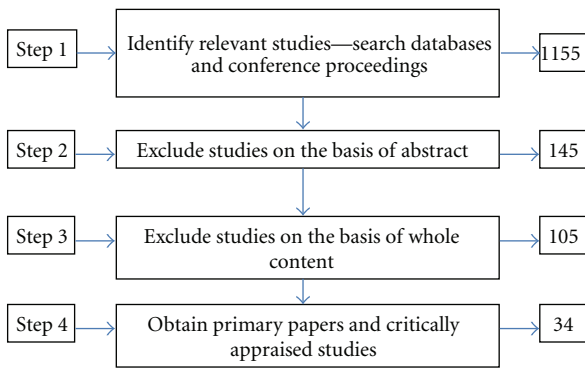 Step 1
Identify relevant studies—search databases
and conference proceedings
1155
Step 2
Exclude studies on the basis of abstract
145
Step 3
Exclude studies on the basis of whole
content
105
Step 4
Obtain primary papers and critically
appraised studies
34